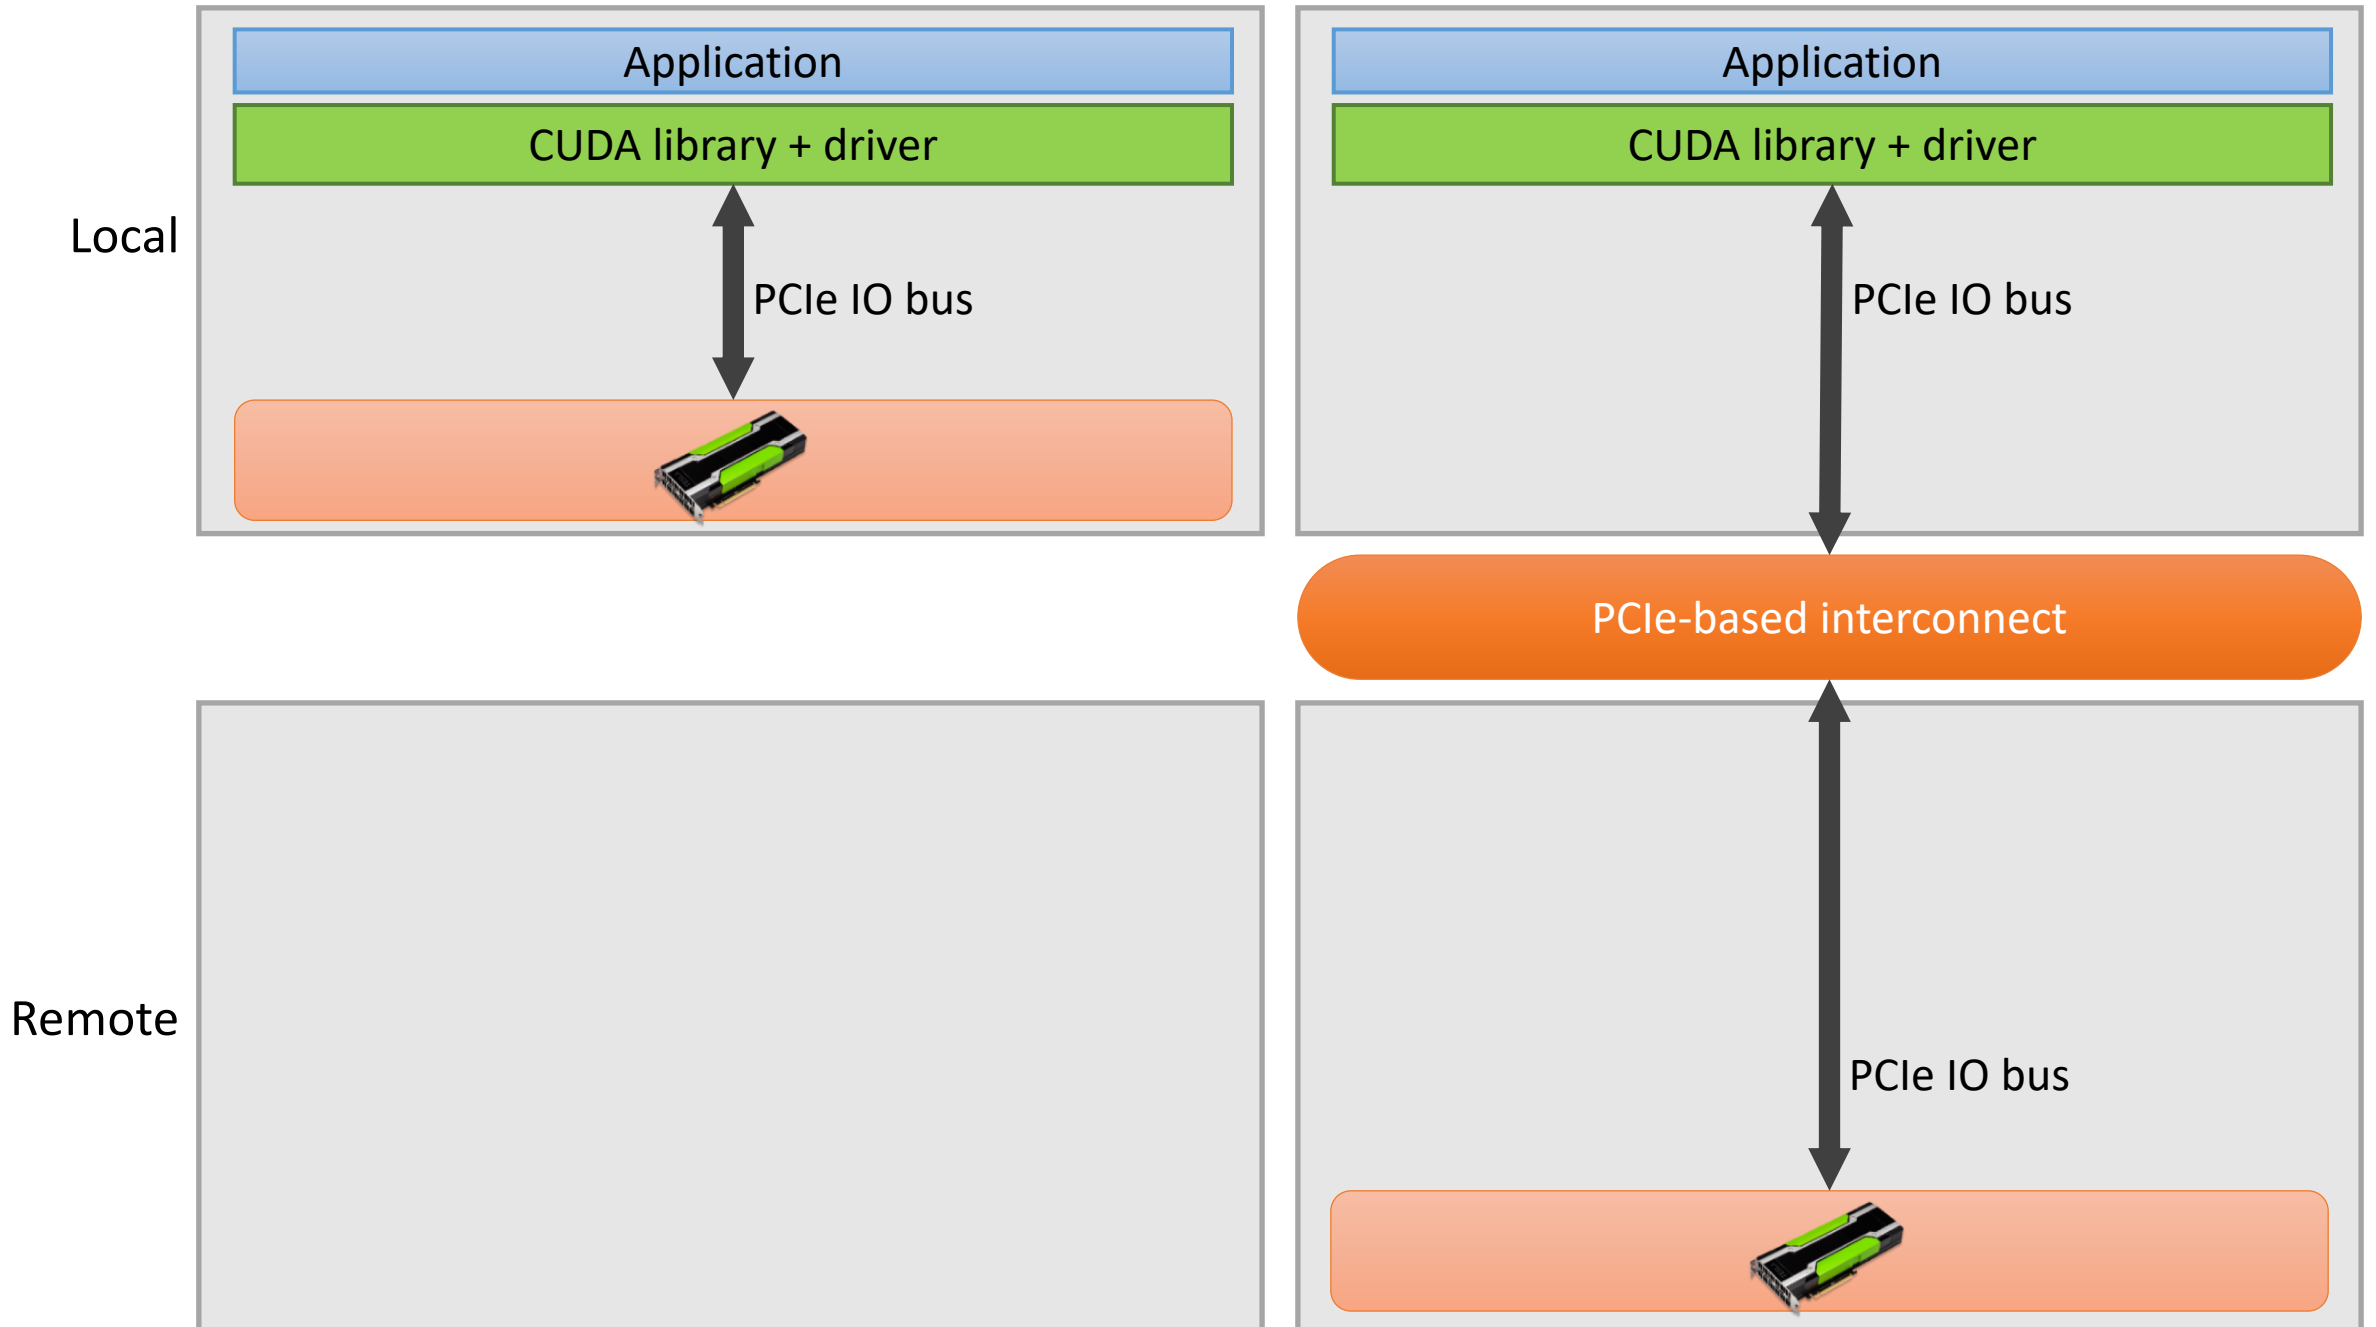 Application
CUDA library + driver
Local
PCIe IO bus
Application
CUDA library + driver
PCIe IO bus
PCIe-based interconnect
Remote
PCIe IO bus